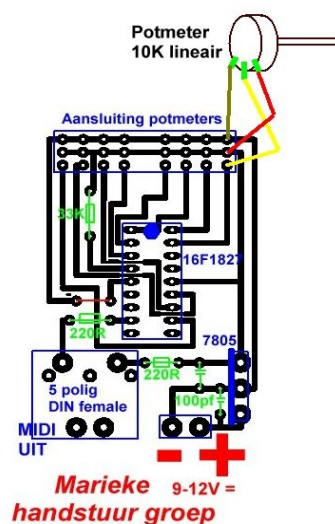 Potmeter
10K lineair
Aansluiting potmeters
33K
16F1827
7805
220R
220R
5 polig
DIN female
100pf
MIDI
UIT
- +
Marieke 9-12V =
handstuur groep